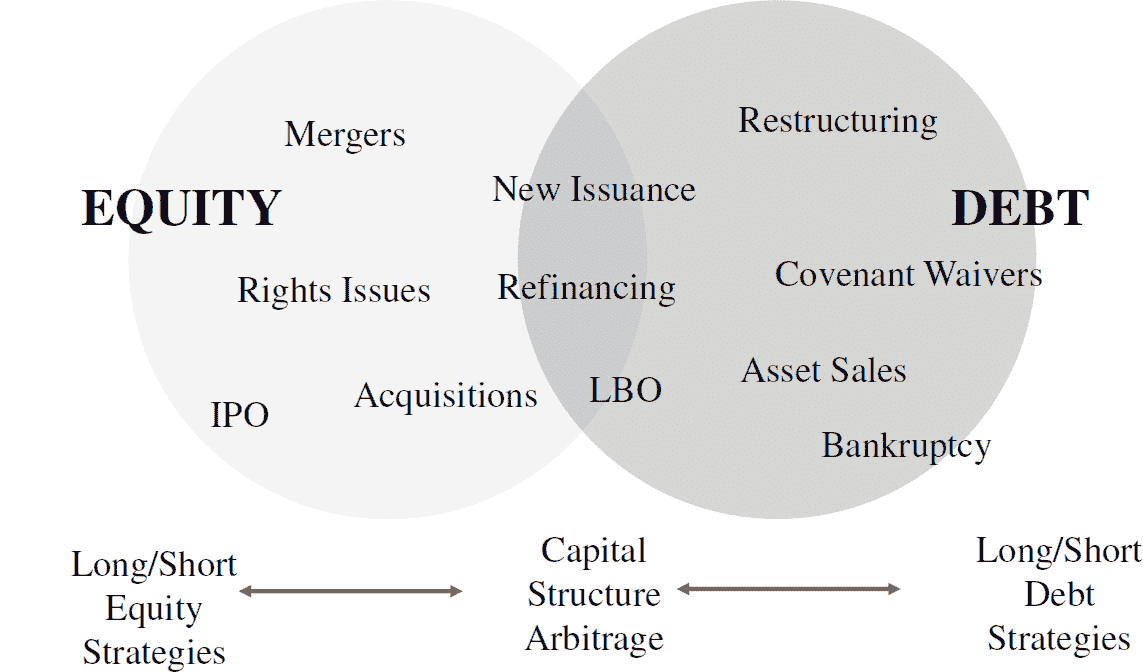 Mergers
Restructuring
New Issuance
EQUITY
DEBT
Rights Issues
Refinancing
Covenant Waivers
Acquisitions
LBO
Asset Sales
IPO
Bankruptcy
Long/Short
Equity
Strategies
Capital
Structure
Arbitrage
Long/Short
Debt
Strategies